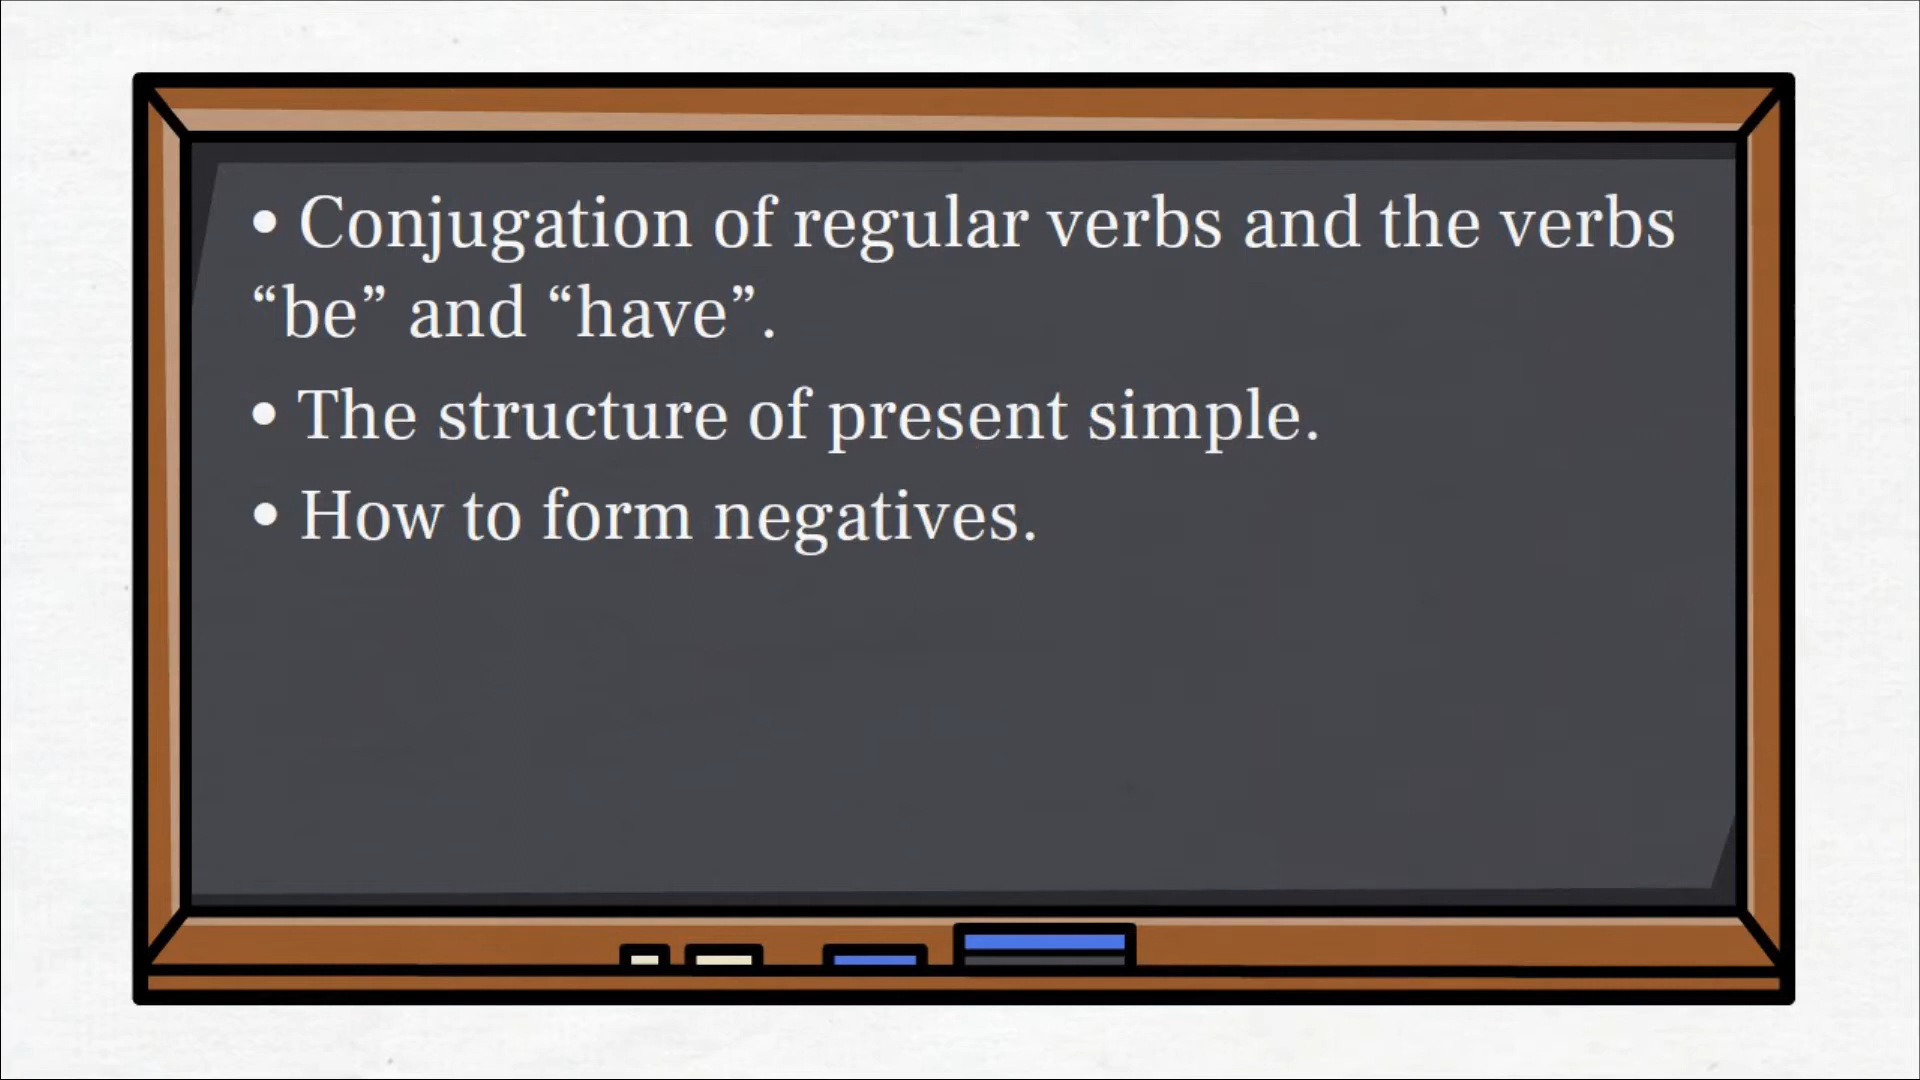 • Conjugation of regular verbs and the verbs
“be” and “have”.
• The structure of present simple.
• How to form negatives.